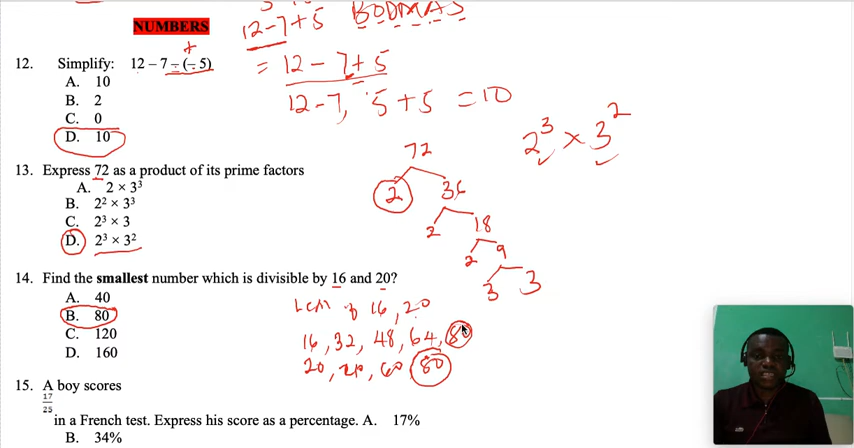 NUMBERS
12-7+5 BODMAS
12. Simplify: 12 – 7 – (– 5)
+
= 12 - 7 + 5
A. 10
B. 2
12-7, 5+5 = 10
C. 0
D. 10
2³ × 3²
72
13. Express 72 as a product of its prime factors
A. 2 × 3³
2 36
B. 2² × 3³
C. 2³ × 3
2 18
D. 2³ × 3²
2 9
3 3
14. Find the smallest number which is divisible by 16 and 20?
A. 40
LCM of 16, 20
B. 80
C. 120
16, 32, 48, 64, 80
D. 160
20, 40, 60, 80
15. A boy scores
17
25
in a French test. Express his score as a percentage. A. 17%
B. 34%